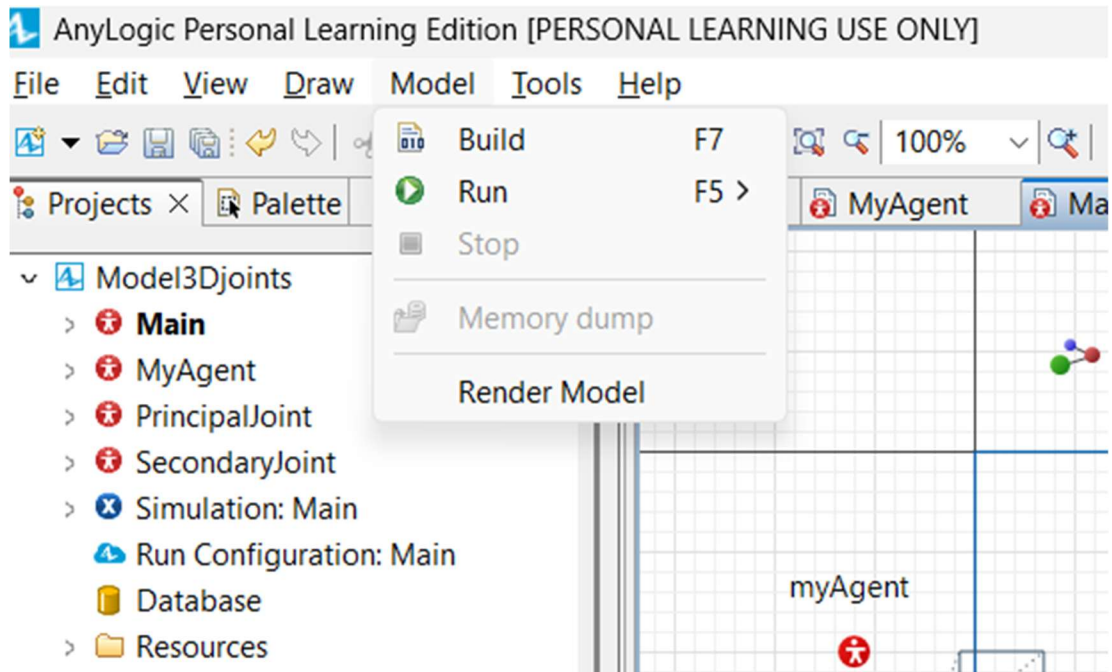 AnyLogic Personal Learning Edition [PERSONAL LEARNING USE ONLY]
File Edit View Draw Model Tools Help
100%
Projects Palette MyAgent Ma
Build F7
Run F5
Stop
Memory dump
Render Model
Model3Djoints
Main
MyAgent
PrincipalJoint
SecondaryJoint
Simulation: Main
Run Configuration: Main
Database
Resources
myAgent